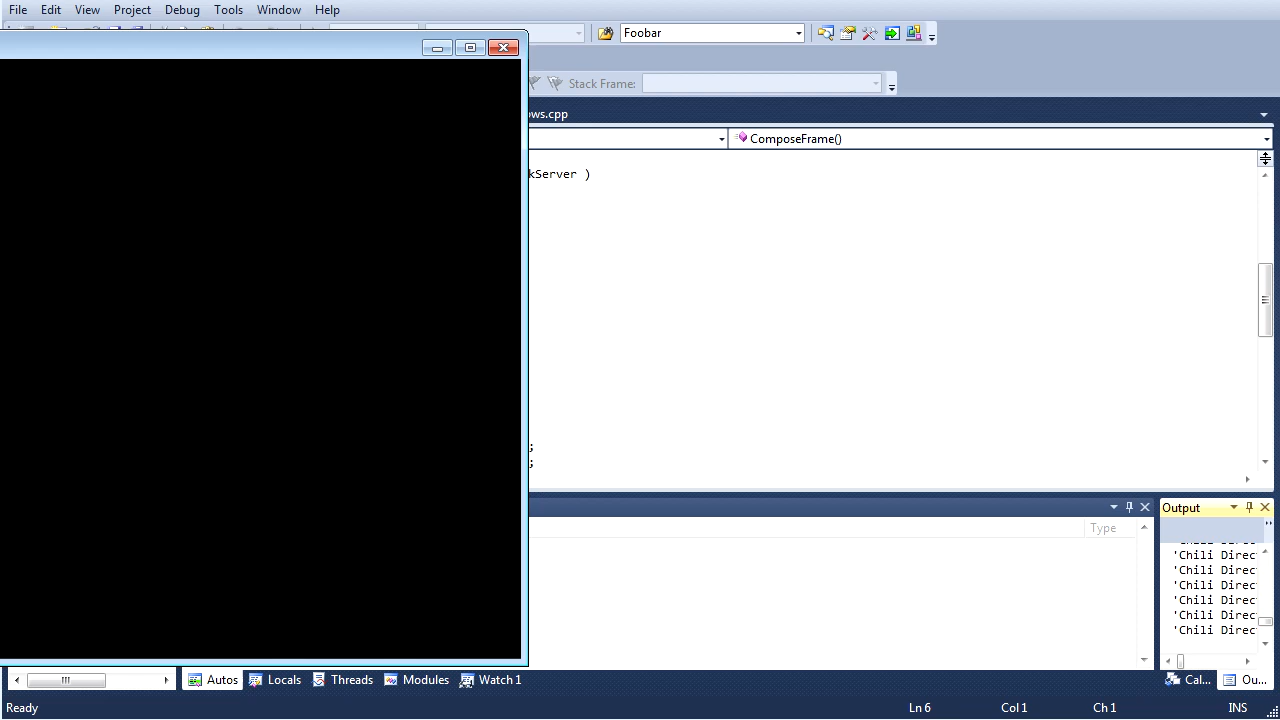 File Edit View Project Debug Tools Window Help
Foobar
Stack Frame:
ows.cpp
ComposeFrame()
kServer )
;
;
Output
Type
'Chili Direc
'Chili Direc
'Chili Direc
'Chili Direc
'Chili Direc
'Chili Direc
Autos Locals Threads Modules Watch 1 Cal... Ou...
Ready Ln 6 Col 1 Ch 1 INS